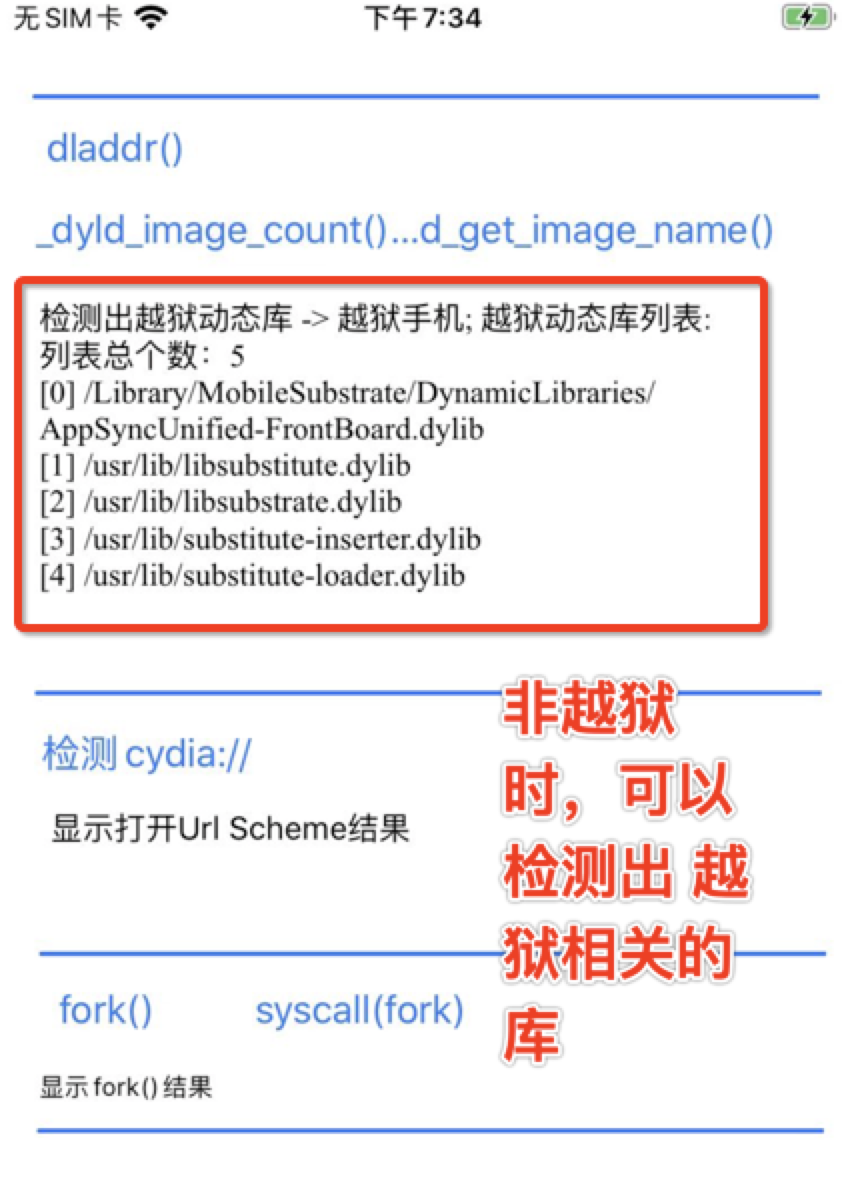 无SIM卡 下午7:34
dladdr()
_dyld_image_count()...d_get_image_name()
检测出越狱动态库 -> 越狱手机; 越狱动态库列表:
列表总个数：5
[0] /Library/MobileSubstrate/DynamicLibraries/
AppSyncUnified-FrontBoard.dylib
[1] /usr/lib/libsubstitute.dylib
[2] /usr/lib/libsubstrate.dylib
[3] /usr/lib/substitute-inserter.dylib
[4] /usr/lib/substitute-loader.dylib
检测 cydia://
显示打开Url Scheme结果
非越狱
时，可以
检测出 越
狱相关的
库
fork() syscall(fork)
显示fork()结果